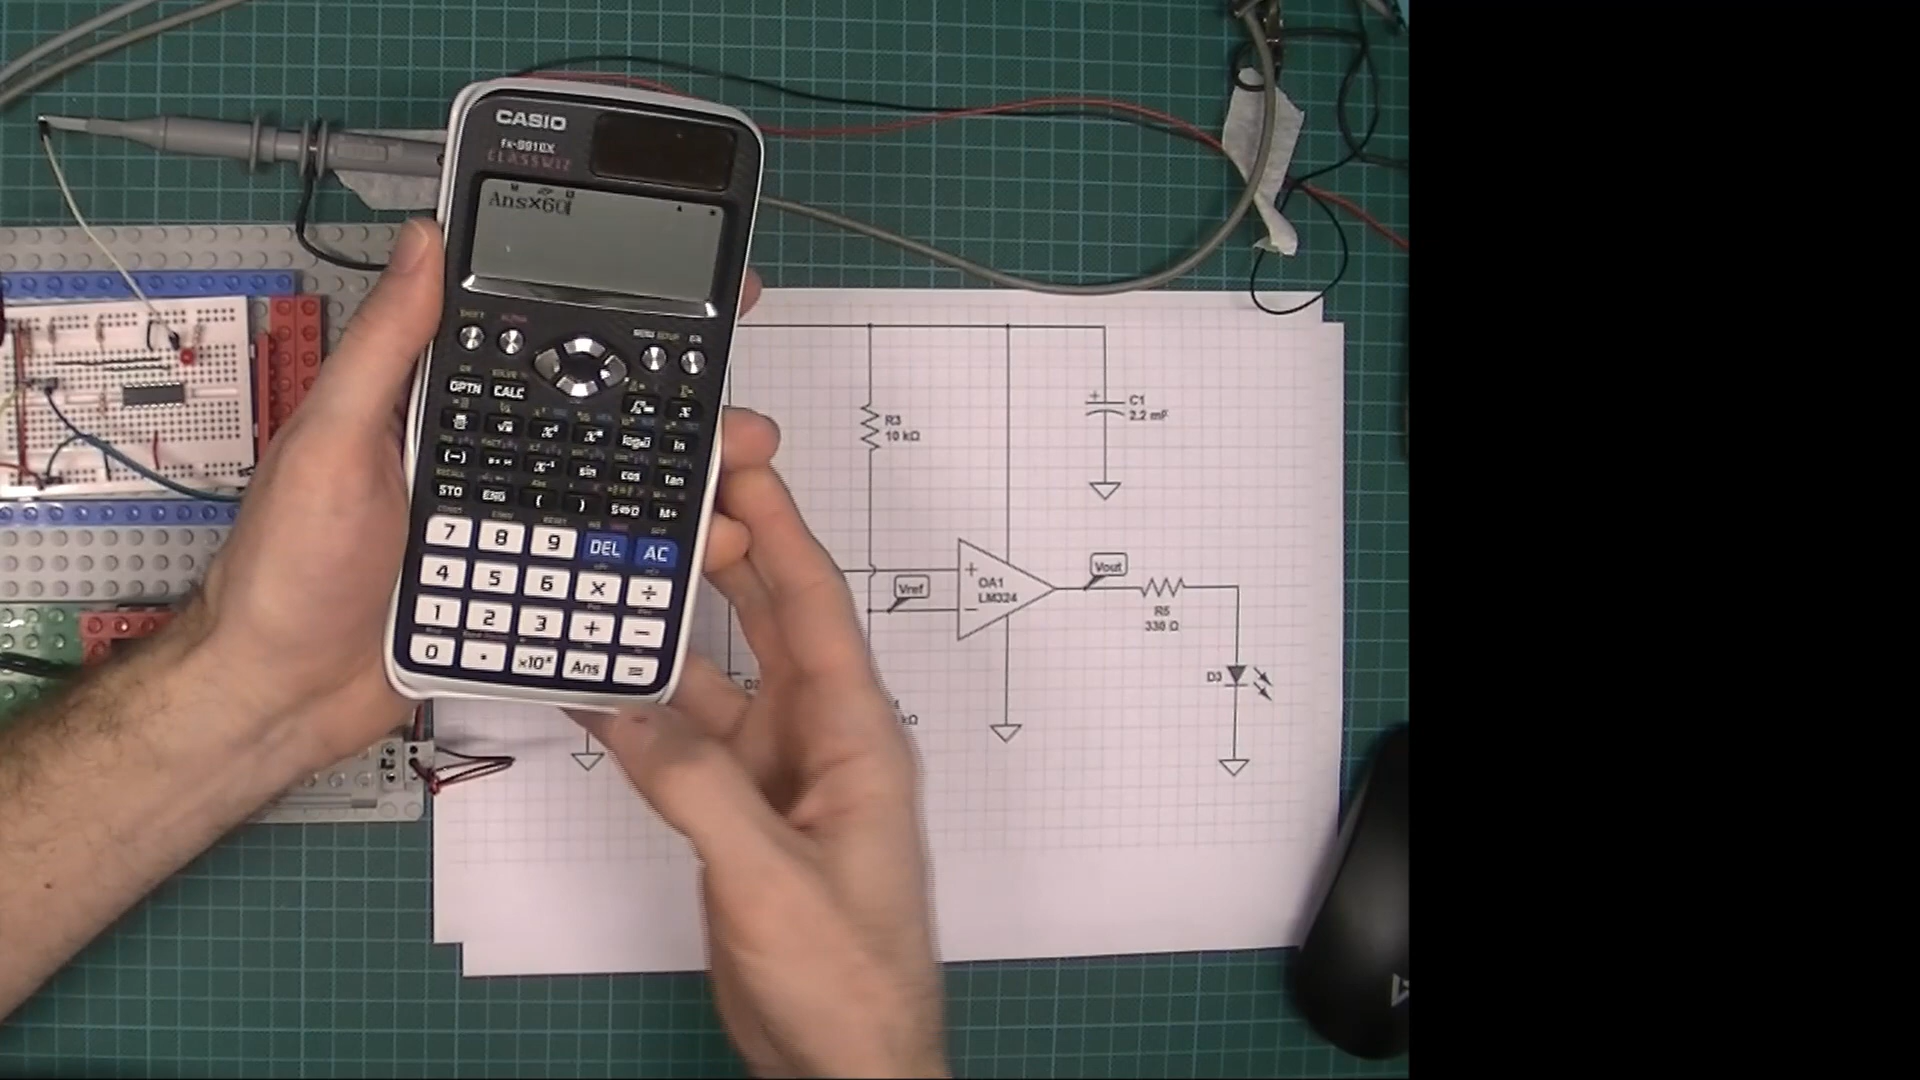 CASIO
fx-991EX
CLASSWIZ
Ans×60
SHIFT ALPHA MENU SETUP
OPTN CALC
ln
(-) x⁻¹ sin cos tan
STO ENG ( ) S⇔D M+
7 8 9 DEL AC
4 5 6 × ÷
1 2 3 + −
0 • ×10ˣ Ans =
R3
10 kΩ
C1
2.2 mF
Vref
+
−
OA1
LM324
Vout
R5
330 Ω
D3